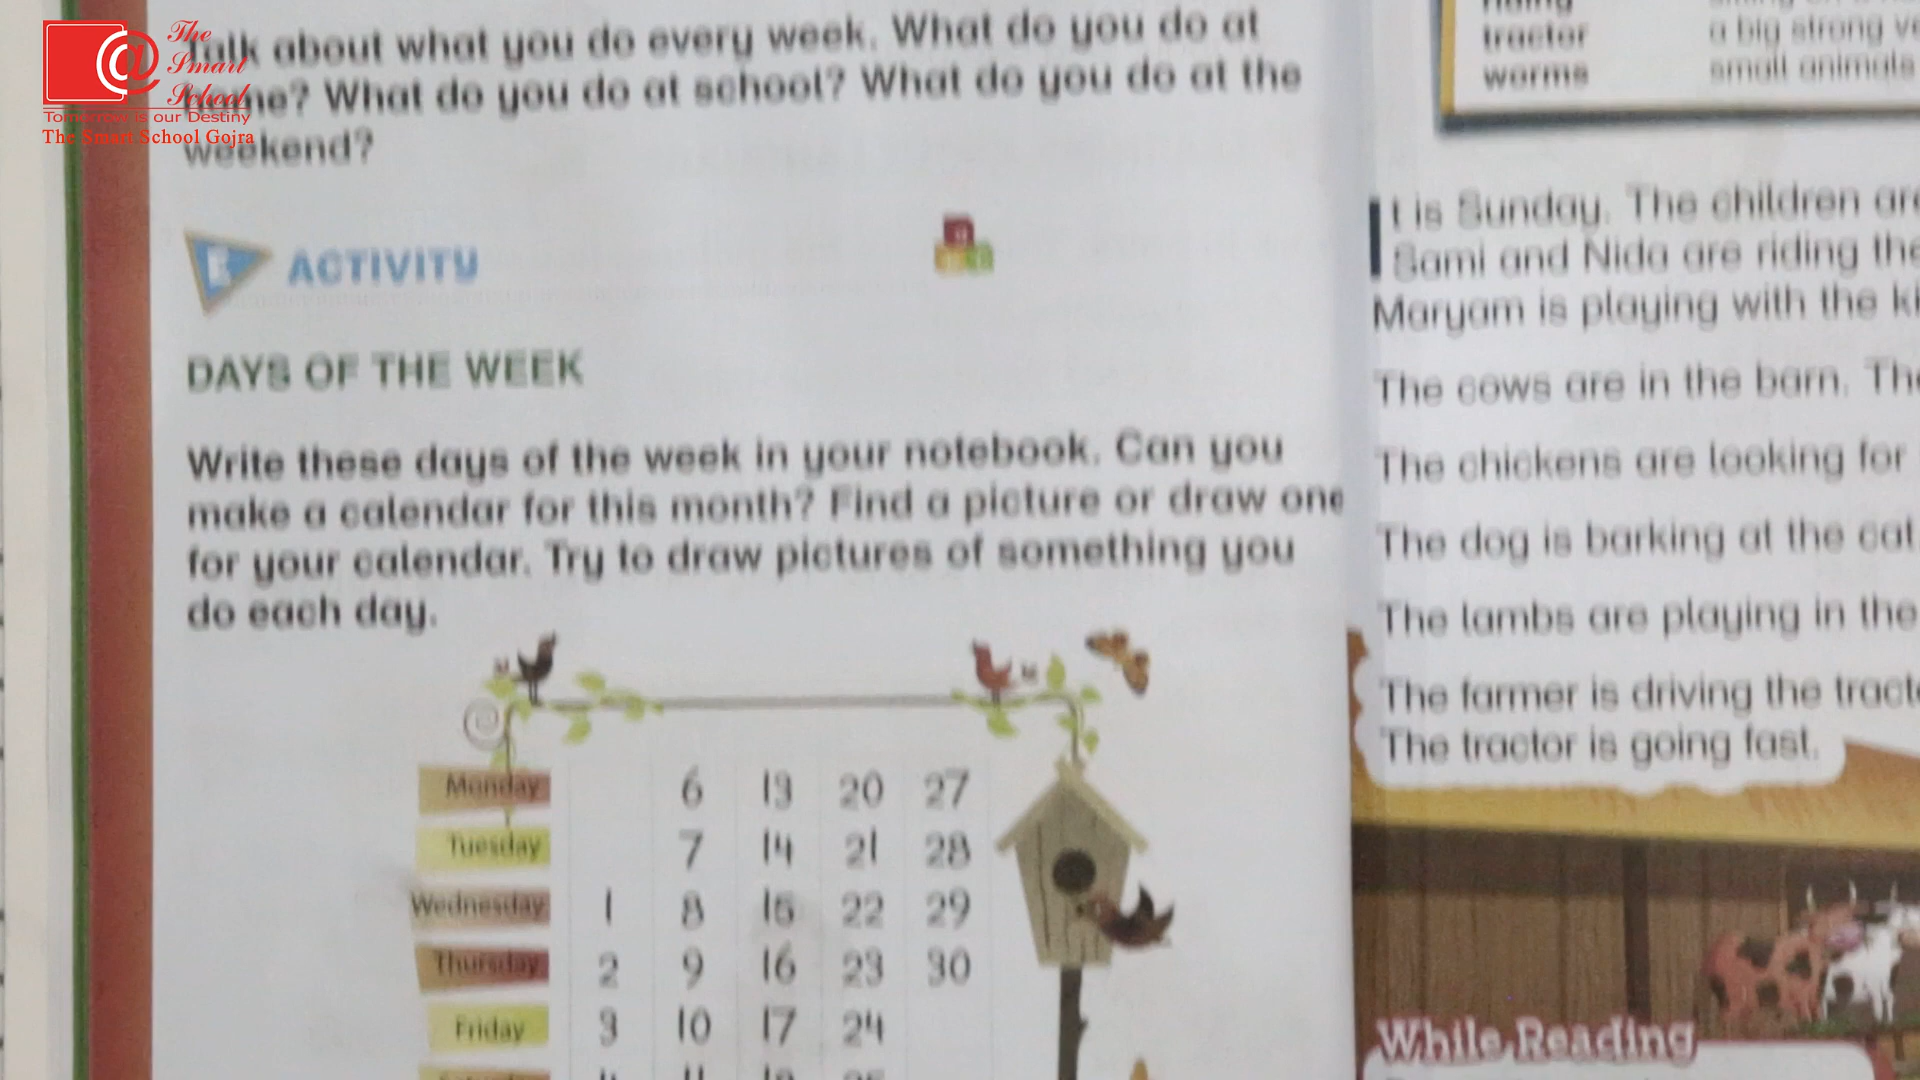 The
Smart
School
Tomorrow is our Destiny
The Smart School Gojra
Talk about what you do every week. What do you do at
home? What do you do at school? What do you do at the
weekend?
ACTIVITY
DAYS OF THE WEEK
Write these days of the week in your notebook. Can you
make a calendar for this month? Find a picture or draw one
for your calendar. Try to draw pictures of something you
do each day.
Monday 6 13 20 27
Tuesday 7 14 21 28
Wednesday 1 8 15 22 29
Thursday 2 9 16 23 30
Friday 3 10 17 24
riding
tractor a big strong
worms small animals
It is Sunday. The children are
Sami and Nida are riding the
Maryam is playing with the
The cows are in the barn. The
The chickens are looking for
The dog is barking at the cat
The lambs are playing in the
The farmer is driving the
The tractor is going fast.
While Reading